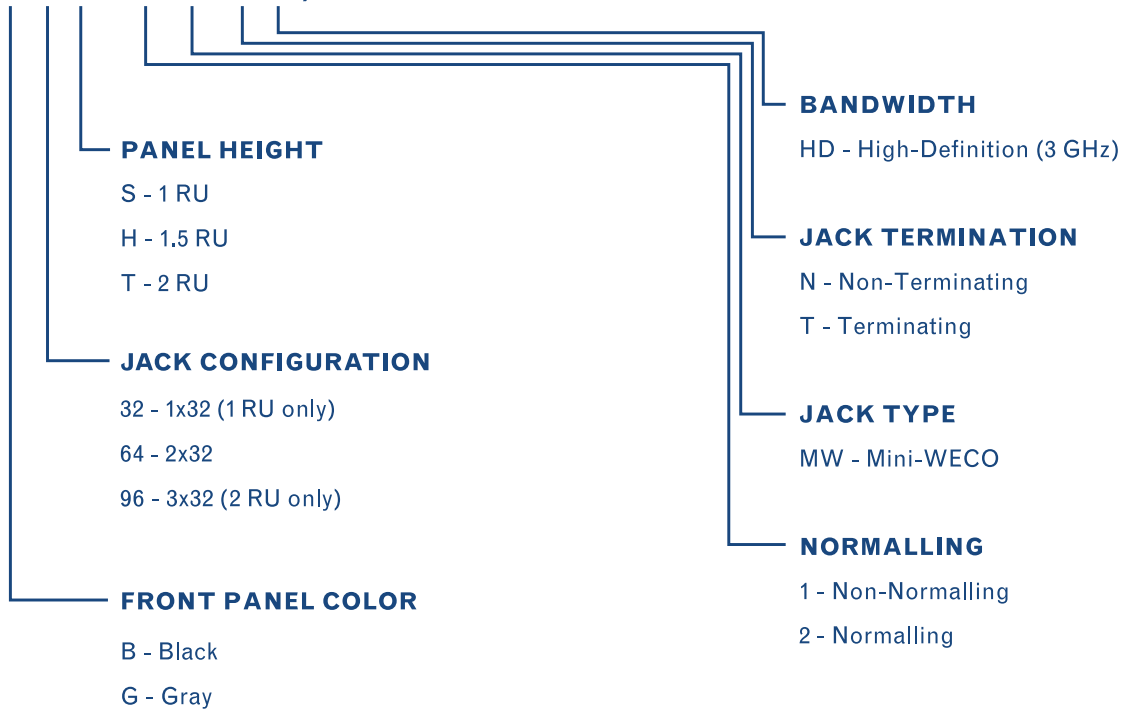 PANEL HEIGHT
S - 1 RU
H - 1.5 RU
T - 2 RU
JACK CONFIGURATION
32 - 1x32 (1 RU only)
64 - 2x32
96 - 3x32 (2 RU only)
FRONT PANEL COLOR
B - Black
G - Gray
BANDWIDTH
HD - High-Definition (3 GHz)
JACK TERMINATION
N - Non-Terminating
T - Terminating
JACK TYPE
MW - Mini-WECO
NORMALLING
1 - Non-Normalling
2 - Normalling